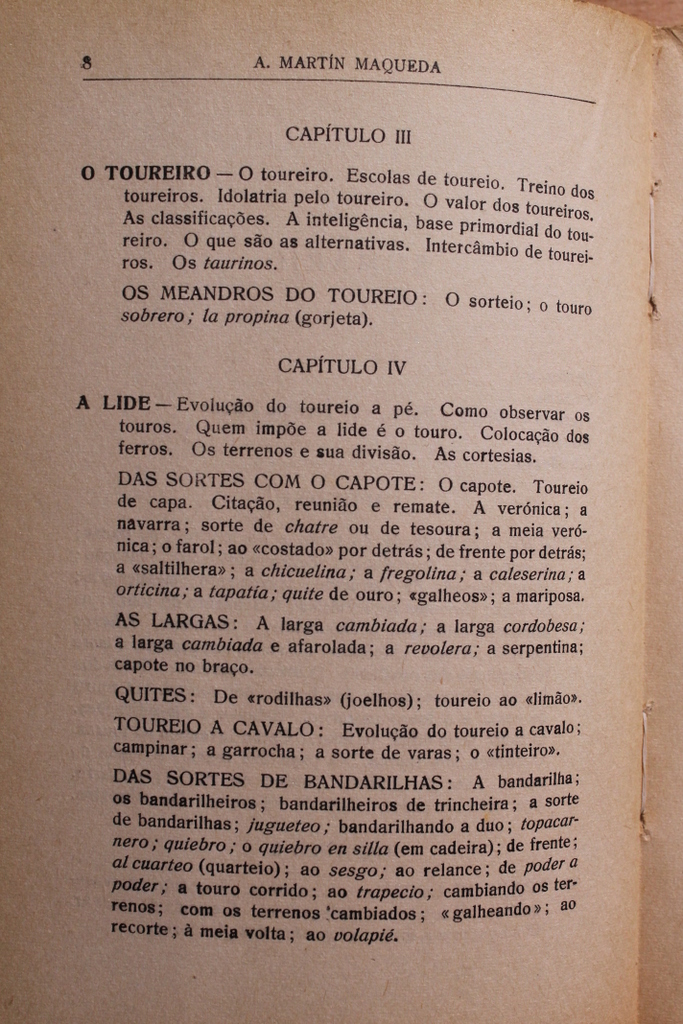 8
A. MARTÍN MAQUEDA
CAPÍTULO III
O TOUREIRO — O toureiro. Escolas de toureio. Treino dos
toureiros. Idolatria pelo toureiro. O valor dos toureiros.
As classificações. A inteligência, base primordial do tou-
reiro. O que são as alternativas. Intercâmbio de tourei-
ros. Os taurinos.
OS MEANDROS DO TOUREIO: O sorteio; o touro
sobrero; la propina (gorjeta).
CAPÍTULO IV
A LIDE — Evolução do toureio a pé. Como observar os
touros. Quem impõe a lide é o touro. Colocação dos
ferros. Os terrenos e sua divisão. As cortesias.
DAS SORTES COM O CAPOTE: O capote. Toureio
de capa. Citação, reunião e remate. A verónica; a
navarra; sorte de chatre ou de tesoura; a meia veró-
nica; o farol; ao «costado» por detrás; de frente por detrás;
a «saltilhera»; a chicuelina; a fregolina; a caleserina; a
orticina; a tapatia; quite de ouro; «galheos»; a mariposa.
AS LARGAS: A larga cambiada; a larga cordobesa;
a larga cambiada e afarolada; a revolera; a serpentina;
capote no braço.
QUITES: De «rodilhas» (joelhos); toureio ao «limão».
TOUREIO A CAVALO: Evolução do toureio a cavalo;
campinar; a garrocha; a sorte de varas; o «tinteiro».
DAS SORTES DE BANDARILHAS: A bandarilha;
os bandarilheiros; bandarilheiros de trincheira; a sorte
de bandarilhas; jugueteo; bandarilhando a duo; topacar-
nero; quiebro; o quiebro en silla (em cadeira); de frente;
al cuarteo (quarteio); ao sesgo; ao relance; de poder a
poder; a touro corrido; ao trapecio; cambiando os ter-
renos; com os terrenos cambiados; «galheando»; ao
recorte; à meia volta; ao volapié.